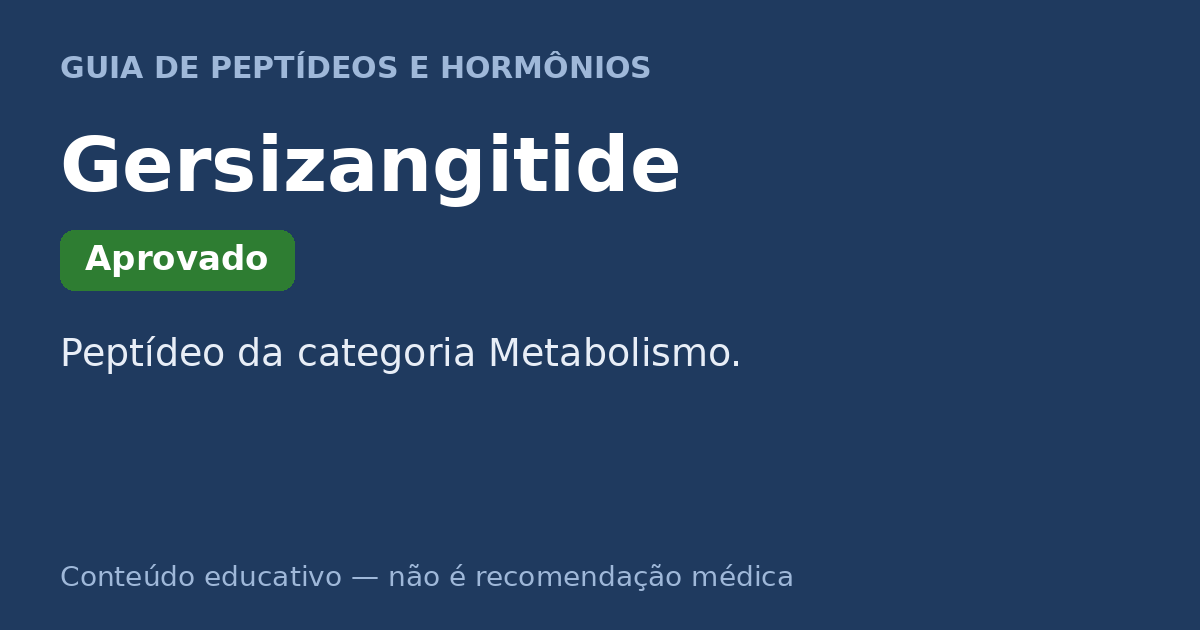 GUIA DE PEPTÍDEOS E HORMÔNIOS
Gersizangitide
Aprovado
Peptídeo da categoria Metabolismo.
Conteúdo educativo — não é recomendação médica